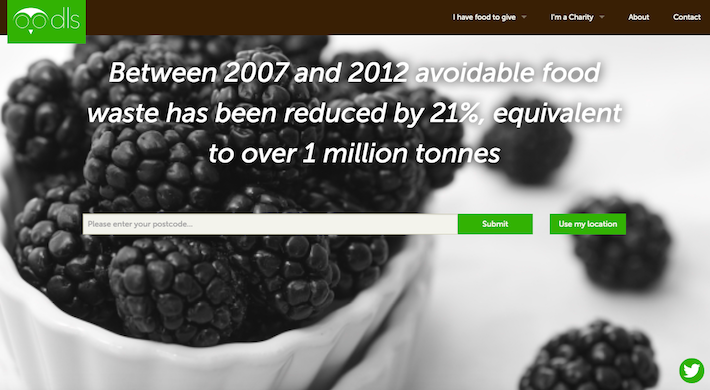 oodls
I have food to give
I'm a Charity
About
Contact
Between 2007 and 2012 avoidable food
waste has been reduced by 21%, equivalent
to over 1 million tonnes
Please enter your postcode...
Submit
Use my location